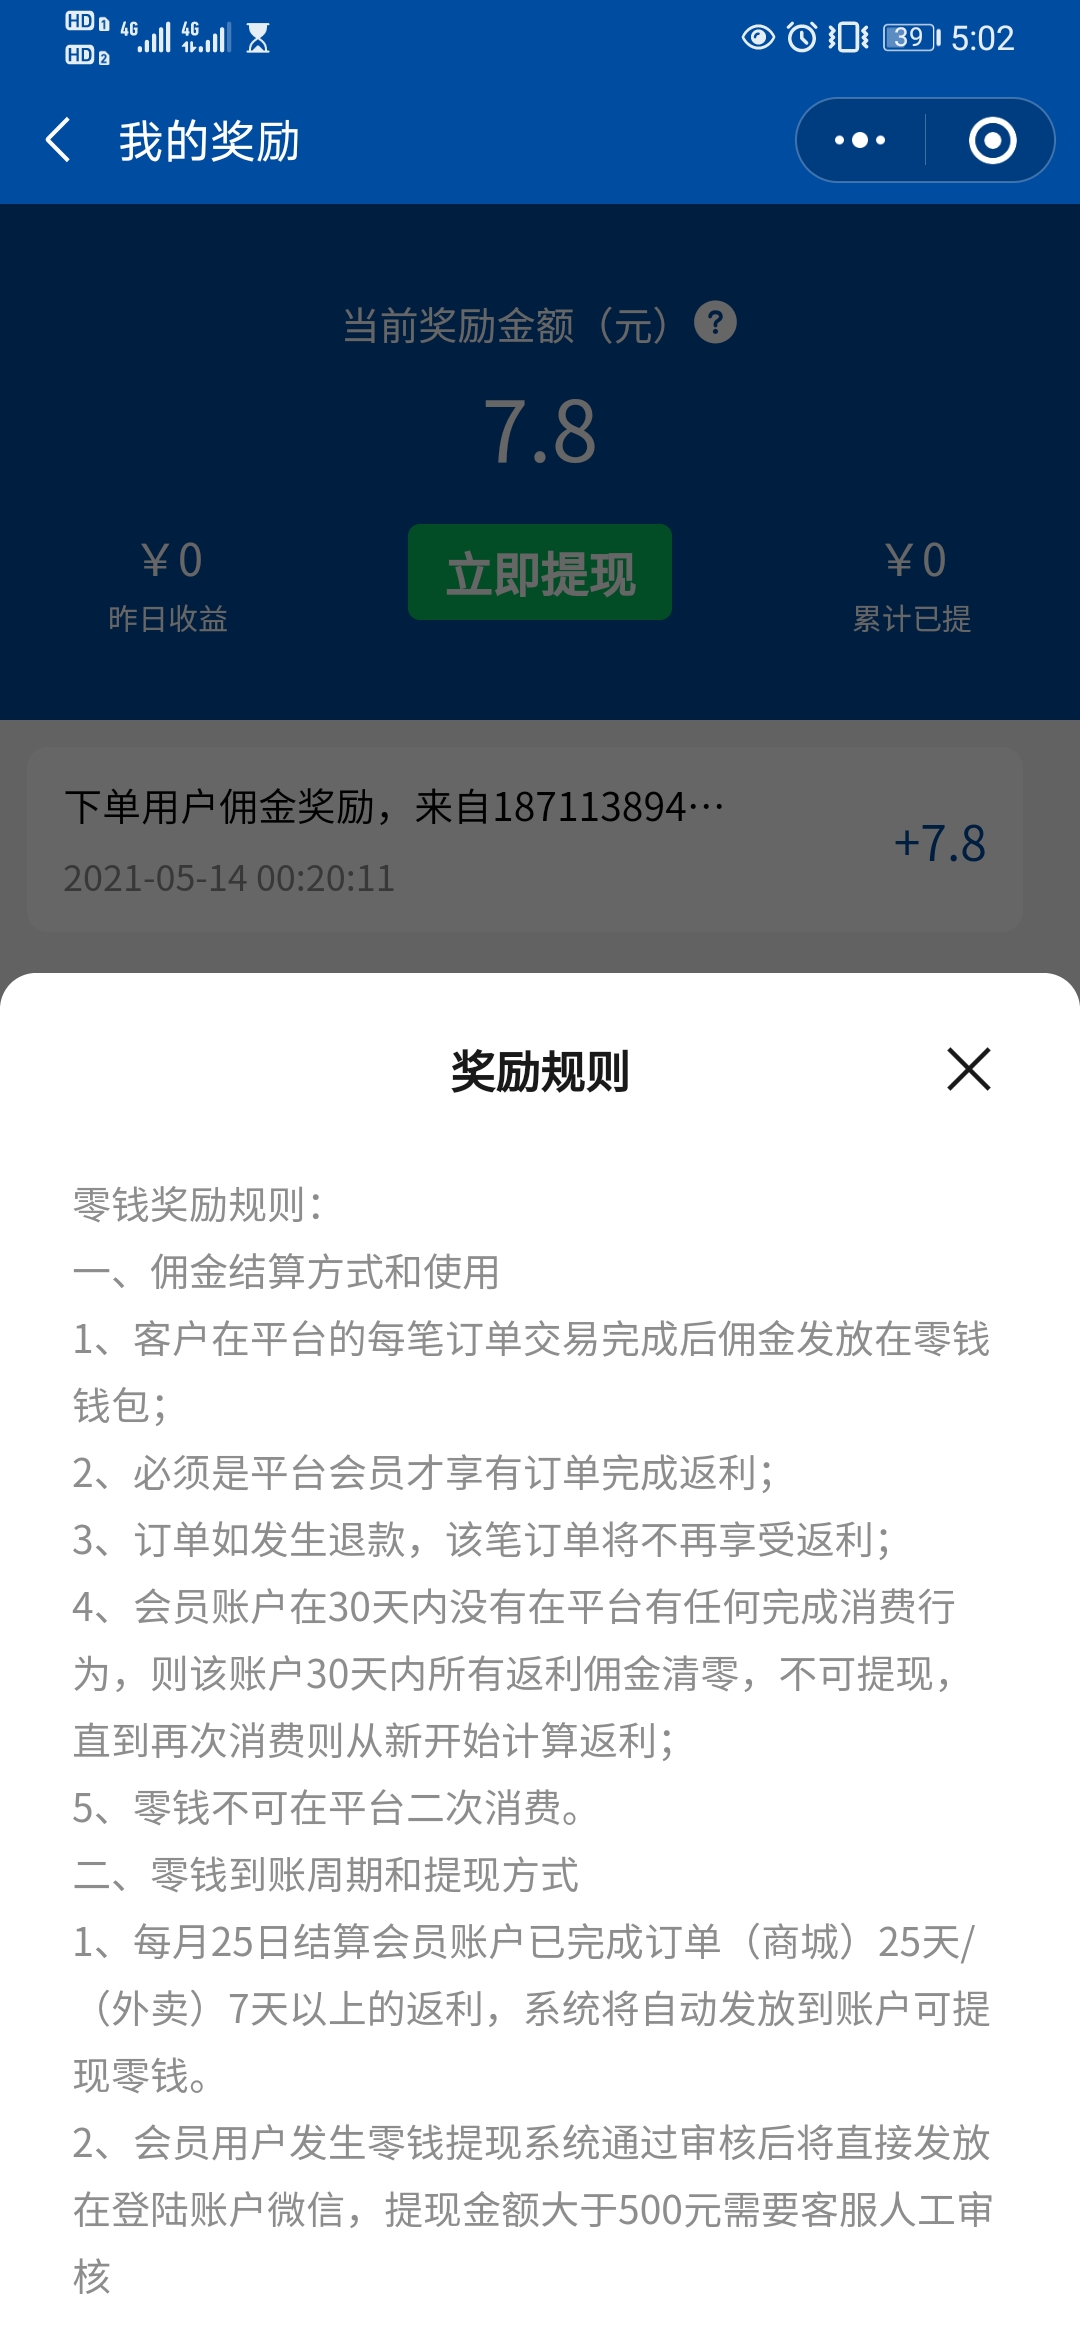 HD 1 4G 4G 39 5:02
HD 2
我的奖励
当前奖励金额（元）?
7.8
￥0 立即提现 ￥0
昨日收益 累计已提
下单用户佣金奖励，来自187113894…
+7.8
2021-05-14 00:20:11
奖励规则
零钱奖励规则：
一、佣金结算方式和使用
1、客户在平台的每笔订单交易完成后佣金发放在零钱
钱包；
2、必须是平台会员才享有订单完成返利；
3、订单如发生退款，该笔订单将不再享受返利；
4、会员账户在30天内没有在平台有任何完成消费行
为，则该账户30天内所有返利佣金清零，不可提现，
直到再次消费则从新开始计算返利；
5、零钱不可在平台二次消费。
二、零钱到账周期和提现方式
1、每月25日结算会员账户已完成订单（商城）25天/
（外卖）7天以上的返利，系统将自动发放到账户可提
现零钱。
2、会员用户发生零钱提现系统通过审核后将直接发放
在登陆账户微信，提现金额大于500元需要客服人工审
核